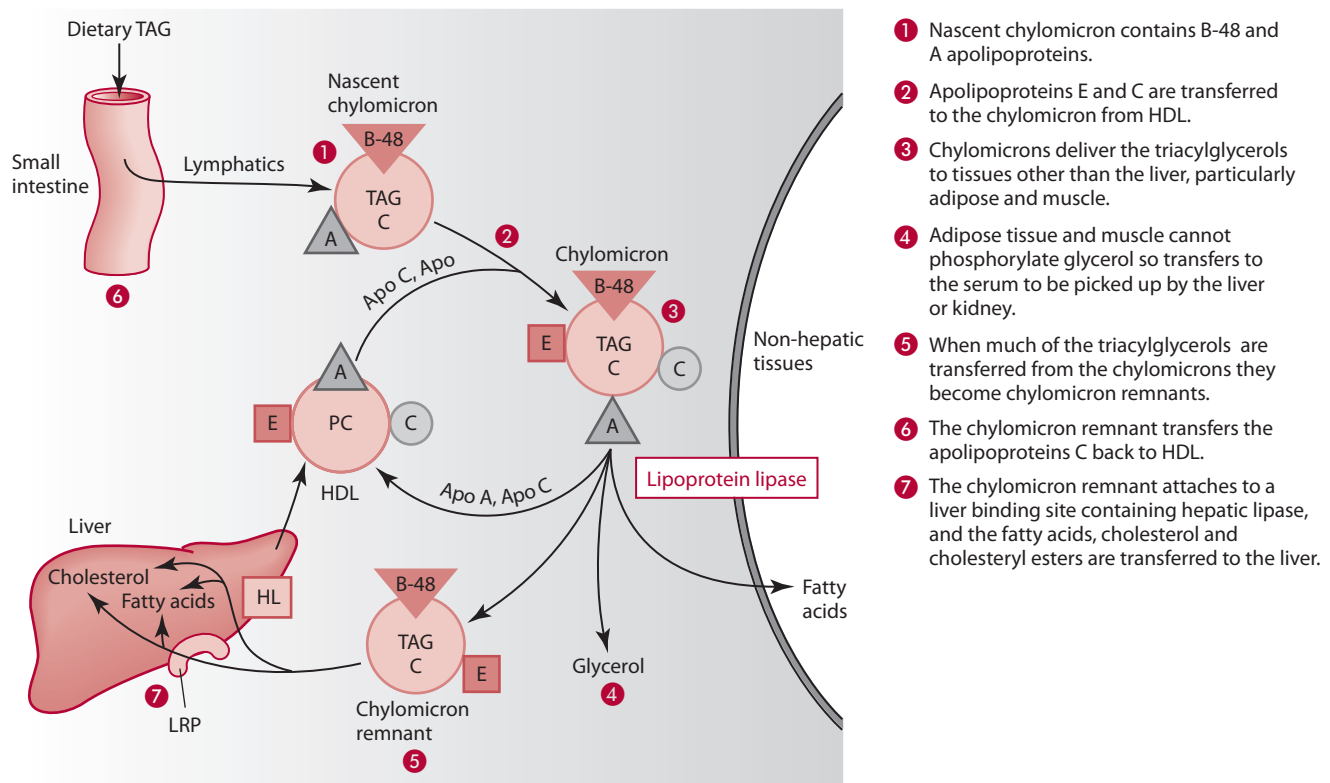 Dietary TAG
Small
intestine
6
Lymphatics
Nascent
chylomicron
1
B-48
TAG
C
A
2
Apo C, Apo
Chylomicron
B-48
3
E
TAG
C
C
A
Non-hepatic
tissues
A
E
PC
C
HDL
Apo A, Apo C
Lipoprotein lipase
Liver
Cholesterol
Fatty acids
HL
7
LRP
B-48
TAG
C
E
Chylomicron
remnant
5
Glycerol
4
Fatty
acids
1 Nascent chylomicron contains B-48 and
A apolipoproteins.
2 Apolipoproteins E and C are transferred
to the chylomicron from HDL.
3 Chylomicrons deliver the triacylglycerols
to tissues other than the liver, particularly
adipose and muscle.
4 Adipose tissue and muscle cannot
phosphorylate glycerol so transfers to
the serum to be picked up by the liver
or kidney.
5 When much of the triacylglycerols are
transferred from the chylomicrons they
become chylomicron remnants.
6 The chylomicron remnant transfers the
apolipoproteins C back to HDL.
7 The chylomicron remnant attaches to a
liver binding site containing hepatic lipase,
and the fatty acids, cholesterol and
cholesteryl esters are transferred to the liver.